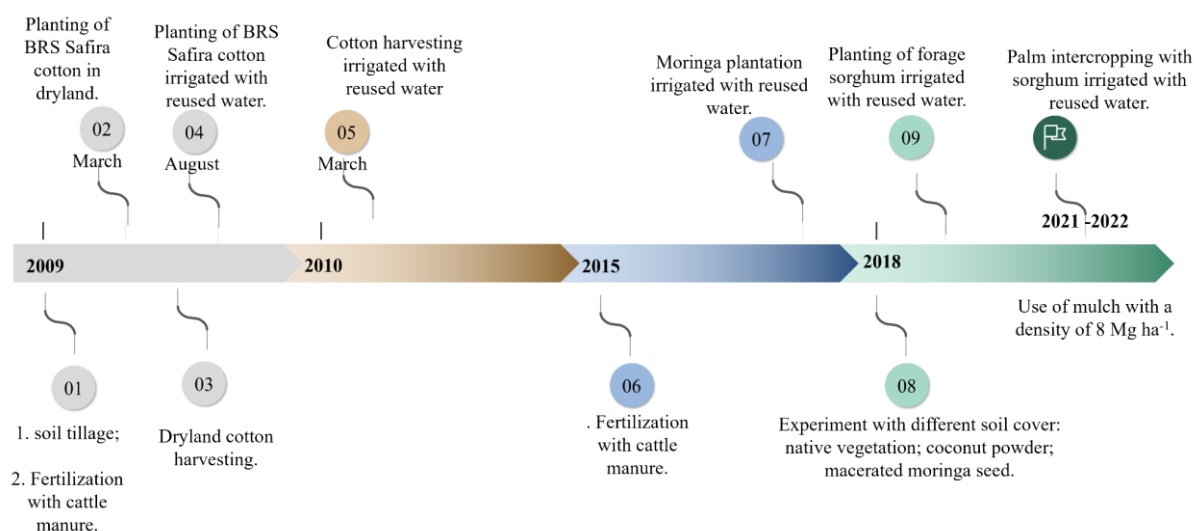 Planting of
BRS Safira
cotton in
dryland.
02
March
Planting of BRS
Safira cotton
irrigated with
reused water.
04
August
Cotton harvesting
irrigated with
reused water
05
March
Moringa plantation
irrigated with reused
water.
07
Planting of forage
sorghum irrigated
with reused water.
09
Palm intercropping with
sorghum irrigated with
reused water.
2021 -2022
2009
2010
2015
2018
01
1. soil tillage;
2. Fertilization
with cattle
manure.
03
Dryland cotton
harvesting.
06
. Fertilization
with cattle
manure.
08
Experiment with different soil cover:
native vegetation; coconut powder;
macerated moringa seed.
Use of mulch with a
density of 8 Mg ha⁻¹.